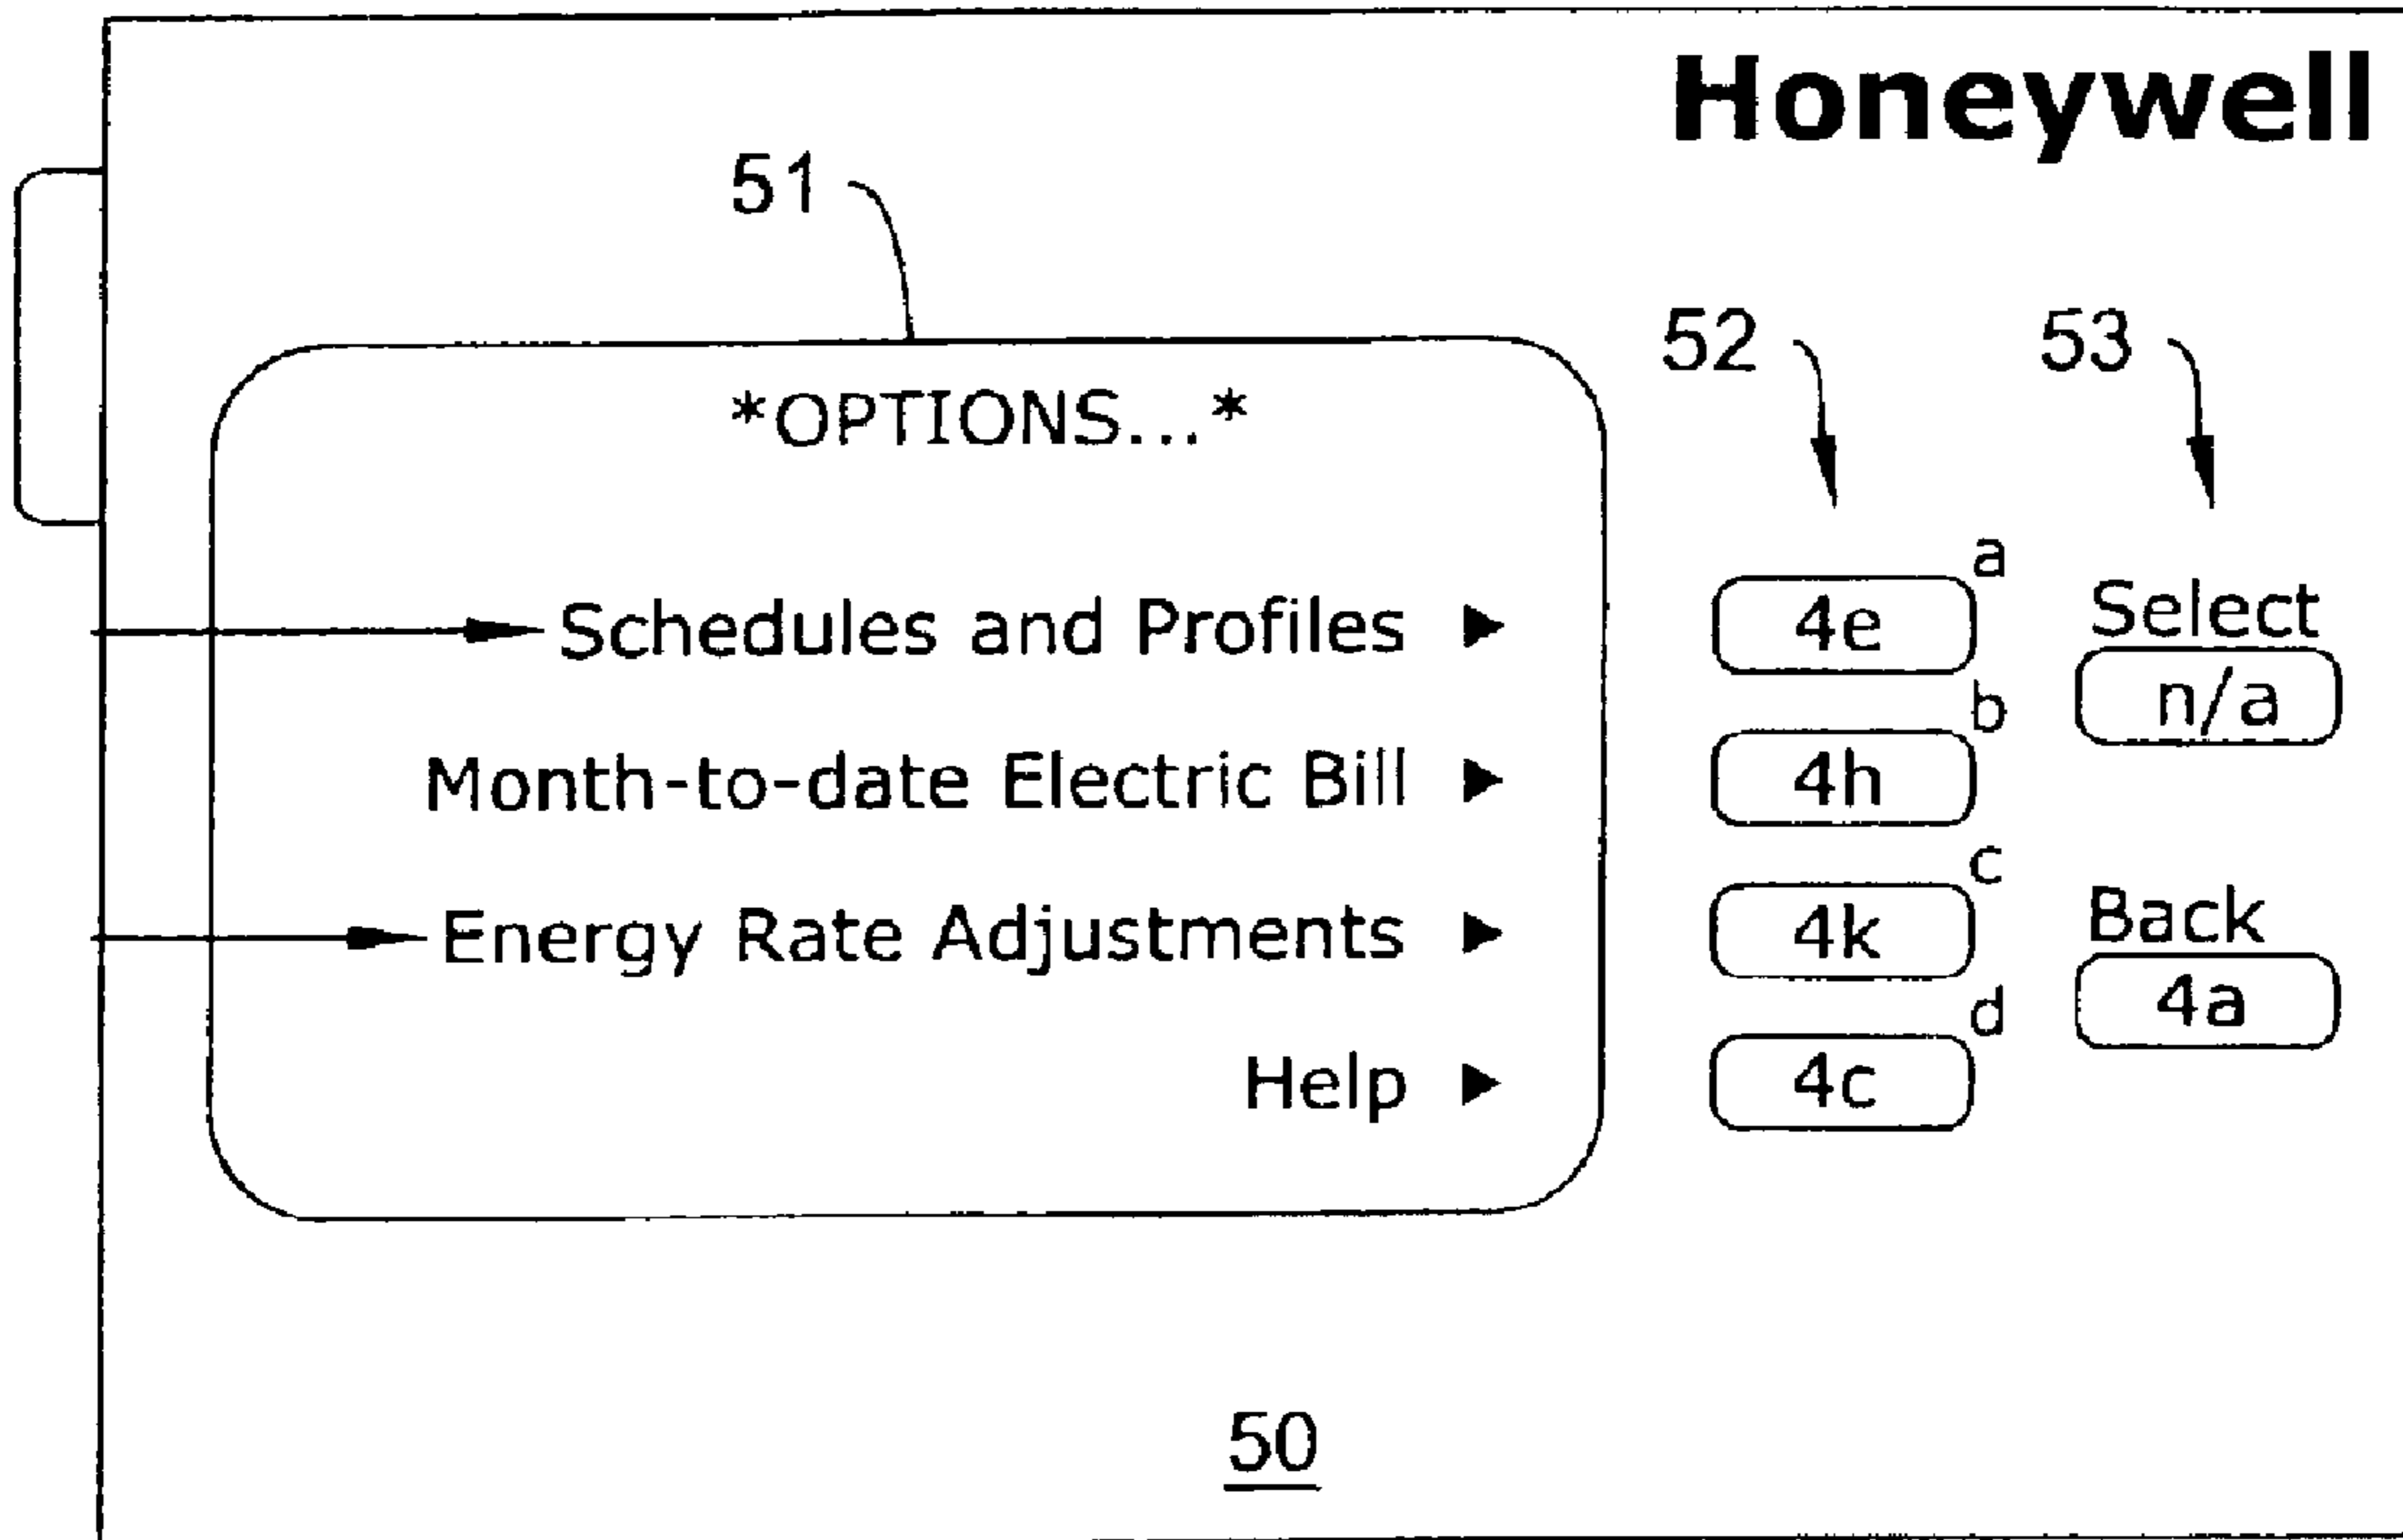 Honeywell
51
52 53
*OPTIONS...*
a
Schedules and Profiles ▶ 4e Select
b n/a
Month-to-date Electric Bill ▶ 4h
c
Energy Rate Adjustments ▶ 4k Back
d 4a
Help ▶ 4c
50